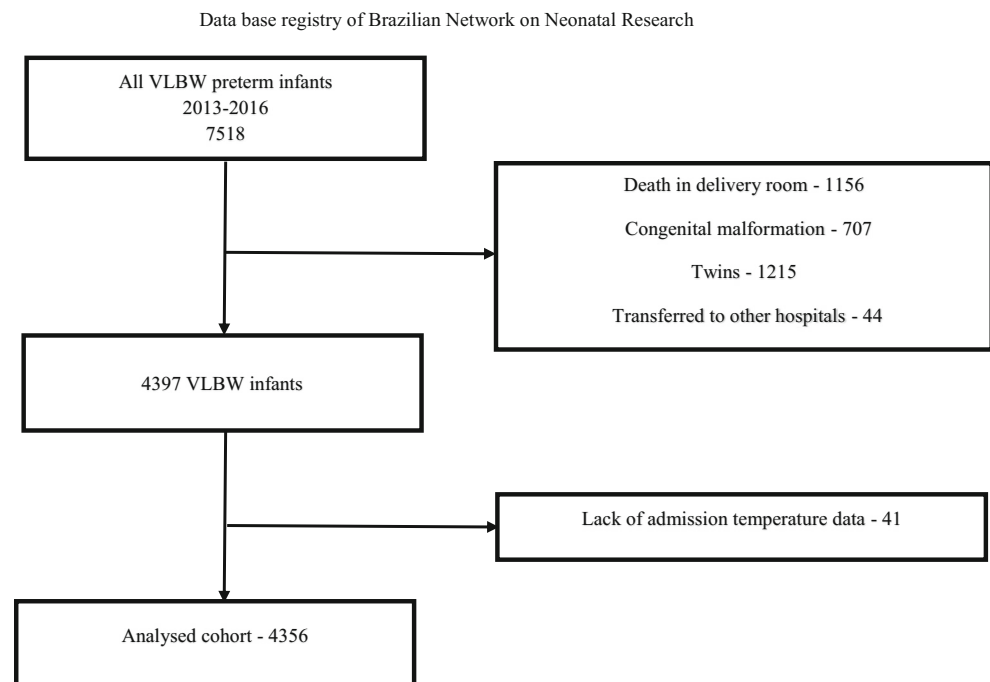 Data base registry of Brazilian Network on Neonatal Research
All VLBW preterm infants
2013-2016
7518
Death in delivery room - 1156
Congenital malformation - 707
Twins - 1215
Transferred to other hospitals - 44
4397 VLBW infants
Lack of admission temperature data - 41
Analysed cohort - 4356